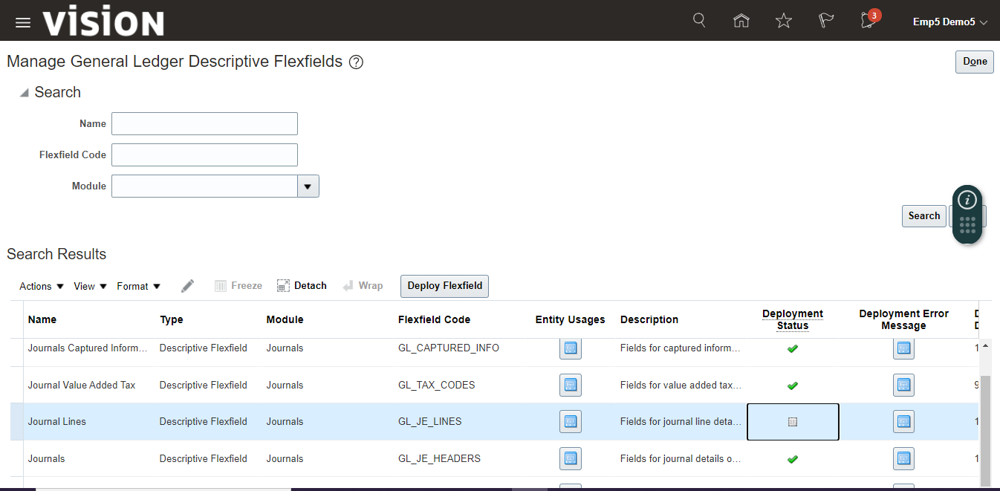 VISION
3
Emp5 Demo5
Manage General Ledger Descriptive Flexfields ?
Done
Search
Name
Flexfield Code
Module
Search
Search Results
Actions View Format Freeze Detach Wrap Deploy Flexfield
Name Type Module Flexfield Code Entity Usages Description Deployment Status Deployment Error Message
Journals Captured Inform... Descriptive Flexfield Journals GL_CAPTURED_INFO Fields for captured inform... 1
Journal Value Added Tax Descriptive Flexfield Journals GL_TAX_CODES Fields for value added tax... 9
Journal Lines Descriptive Flexfield Journals GL_JE_LINES Fields for journal line deta... 1
Journals Descriptive Flexfield Journals GL_JE_HEADERS Fields for journal details o... 1